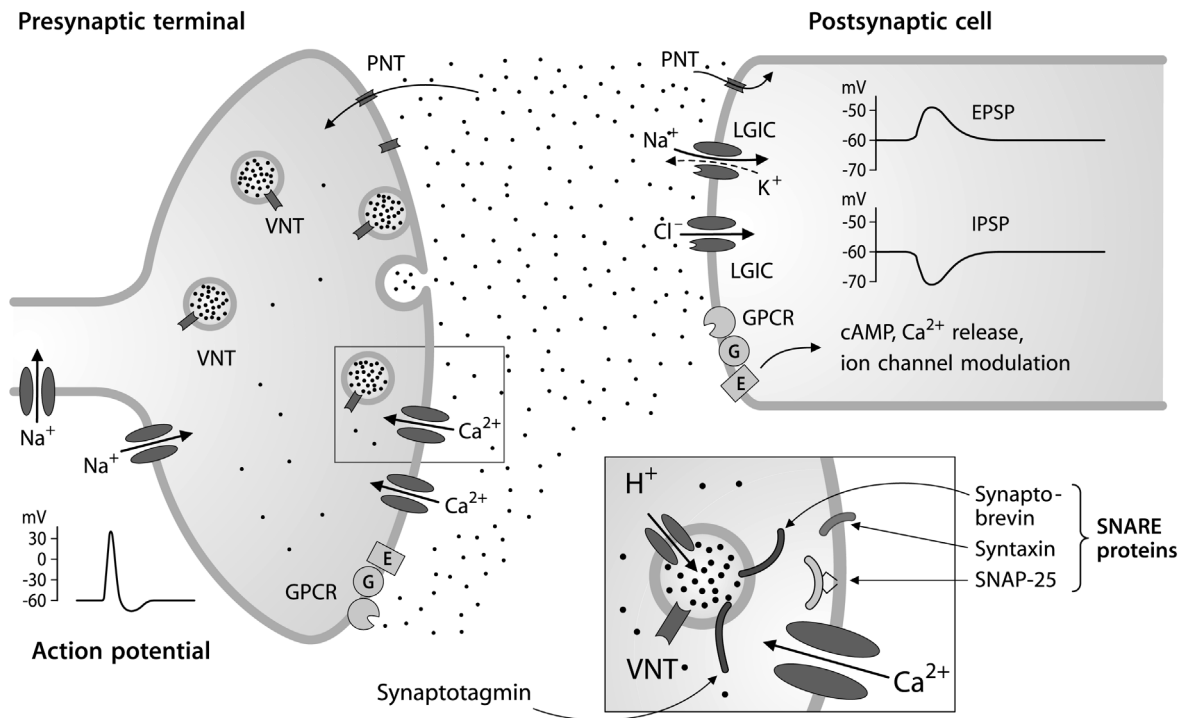 Presynaptic terminal
Postsynaptic cell
PNT
PNT
mV
-50
-60
-70
EPSP
LGIC
Na⁺
K⁺
VNT
mV
-50
-60
-70
IPSP
Cl⁻
LGIC
VNT
GPCR
G
E
cAMP, Ca²⁺ release,
ion channel modulation
Na⁺
Na⁺
Ca²⁺
Ca²⁺
mV
30
0
-30
-60
Action potential
GPCR
E
G
H⁺
VNT
Ca²⁺
Synapto-
brevin
Syntaxin
SNAP-25
SNARE
proteins
Synaptotagmin